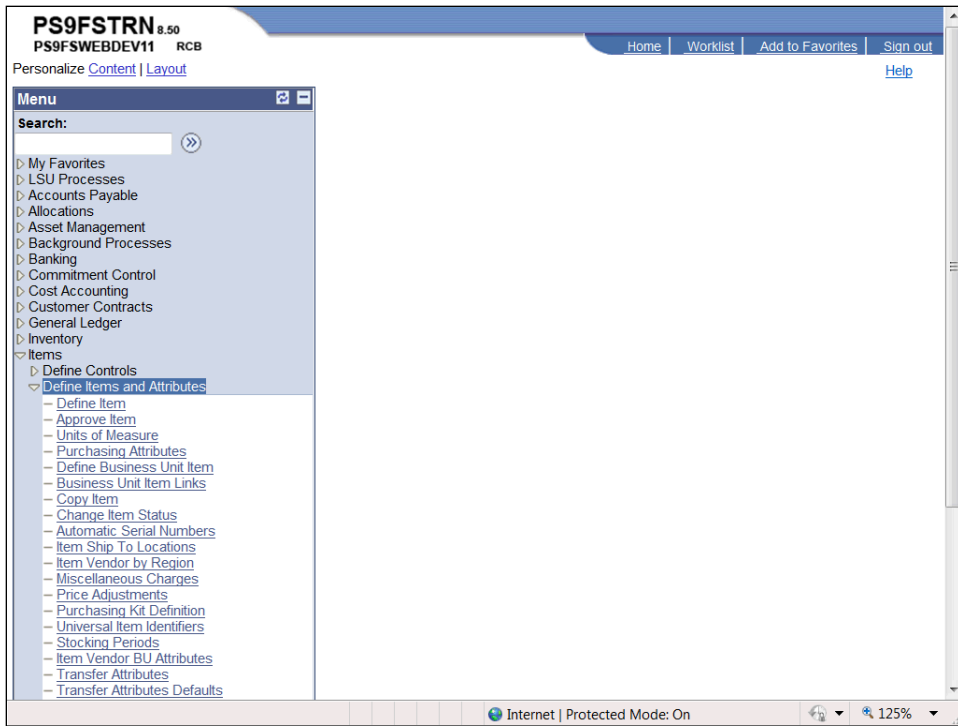 PS9FSTRN 8.50
PS9FSWEBDEV11 RCB
Home Worklist Add to Favorites Sign out
Personalize Content | Layout
Help
Menu
Search:
My Favorites
LSU Processes
Accounts Payable
Allocations
Asset Management
Background Processes
Banking
Commitment Control
Cost Accounting
Customer Contracts
General Ledger
Inventory
Items
Define Controls
Define Items and Attributes
Define Item
Approve Item
Units of Measure
Purchasing Attributes
Define Business Unit Item
Business Unit Item Links
Copy Item
Change Item Status
Automatic Serial Numbers
Item Ship To Locations
Item Vendor by Region
Miscellaneous Charges
Price Adjustments
Purchasing Kit Definition
Universal Item Identifiers
Stocking Periods
Item Vendor BU Attributes
Transfer Attributes
Transfer Attributes Defaults
Internet | Protected Mode: On
125%